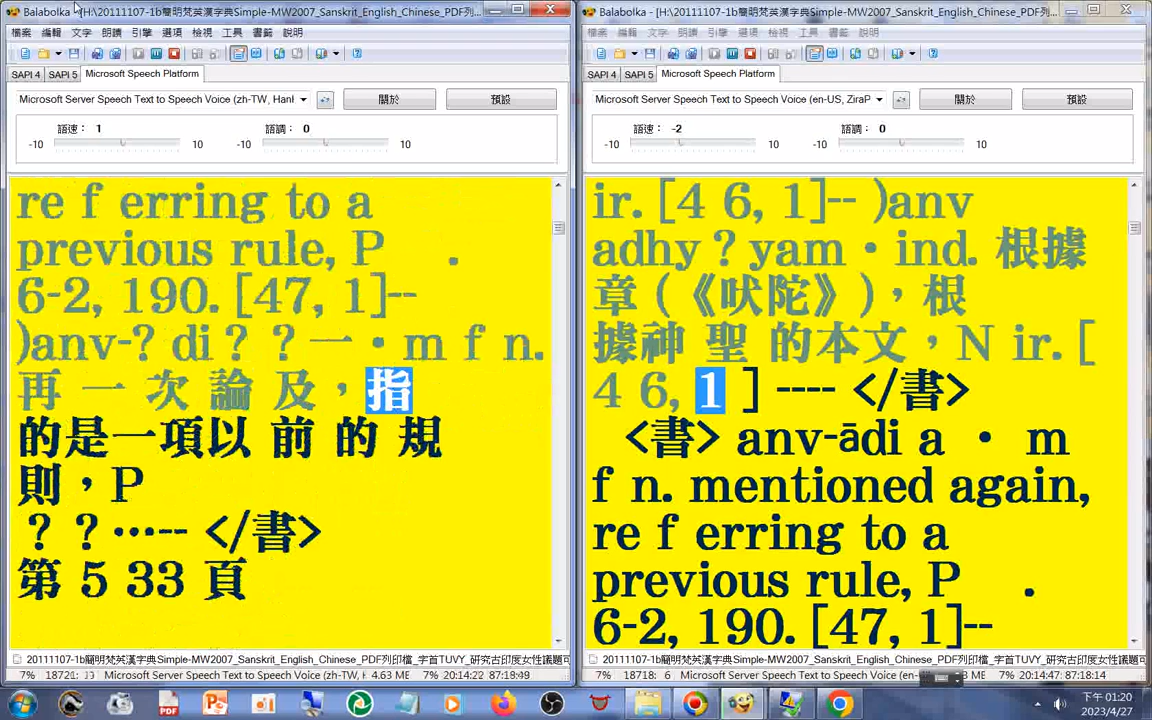 Balabolka - [H:\20111107-1b簡明梵英漢字典Simple-MW2007_Sanskrit_English_Chinese_PDF列...
檔案 編輯 文字 朗讀 引擎 選項 檢視 工具 書籤 說明
SAPI 4 SAPI 5 Microsoft Speech Platform
Microsoft Server Speech Text to Speech Voice (zh-TW, Hanl 關於 預設
語速： 1 語調： 0
-10 10 -10 10
re f erring to a
previous rule, P .
6-2, 190. [47, 1]--
)anv-? di ? ? 一 • m f n.
再 一 次 論 及，指
的是一項以 前 的 規
則，P
? ? …-- </書>
第 5 33 頁
20111107-1b簡明梵英漢字典Simple-MW2007_Sanskrit_English_Chinese_PDF列印檔_字首TUVY_研究古印度女性議題可
7% 18721: Microsoft Server Speech Text to Speech Voice (zh-TW, H 4.63 ME 7% 20:14:22 87:18:49
Balabolka - [H:\20111107-1b簡明梵英漢字典Simple-MW2007_Sanskrit_English_Chinese_PDF列...
檔案 編輯 文字 朗讀 引擎 選項 檢視 工具 書籤 說明
SAPI 4 SAPI 5 Microsoft Speech Platform
Microsoft Server Speech Text to Speech Voice (en-US, ZiraP 關於 預設
語速： -2 語調： 0
-10 10 -10 10
ir. [4 6, 1]-- )anv
adhy ? yam • ind. 根據
章 (《吠陀》)，根
據神 聖 的本文，N ir. [
4 6, 1 ] ---- </書>
<書> anv-ādi a • m
f n. mentioned again,
re f erring to a
previous rule, P .
6-2, 190. [47, 1]--
20111107-1b簡明梵英漢字典Simple-MW2007_Sanskrit_English_Chinese_PDF列印檔_字首TUVY_研究古印度女性議題可
7% 18718: 6 Microsoft Server Speech Text to Speech Voice (en-US, ZiraP 7% 20:14:47 87:18:14
下午 01:20
2023/4/27